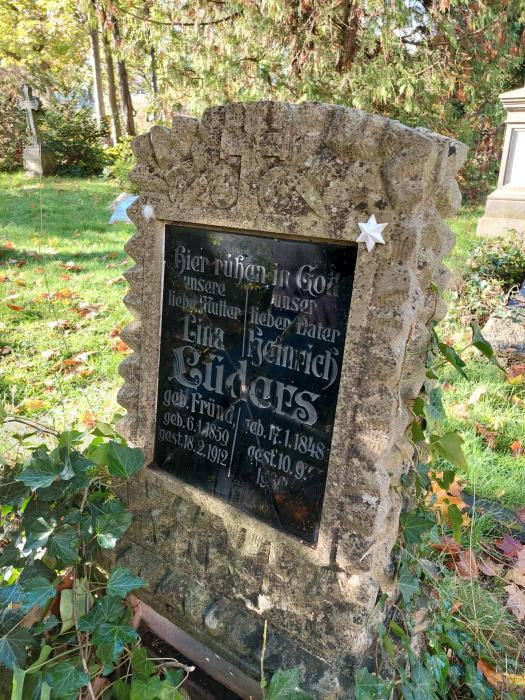 Hier ruhen in Gott
unsere
liebe Mutter
Lina
unser
lieber Vater
Heinrich
Lüders
geb. Fründ,
geb. 6.1.1859
gest. 18.2.1912
geb. 17.1.1848
gest. 10.9.